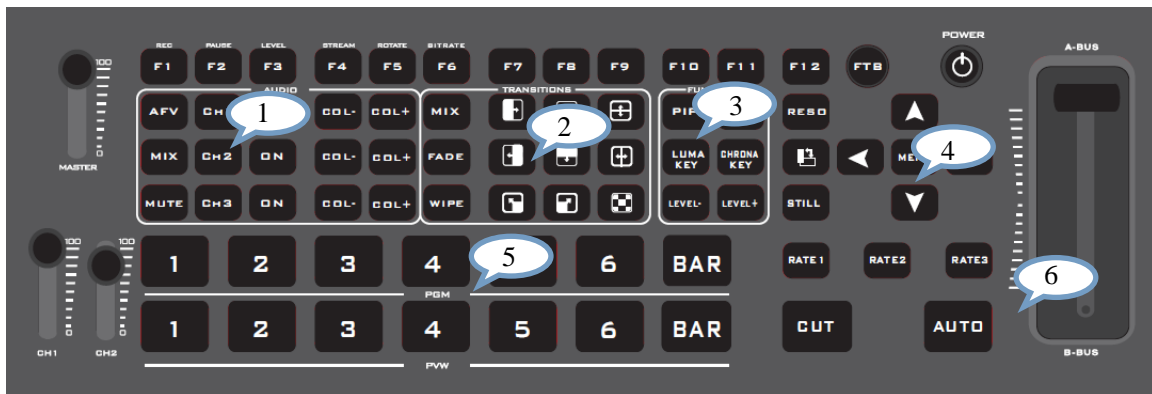 REC PAUSE LEVEL STREAM ROTATE BITRATE POWER
A-BUS
100 F1 F2 F3 F4 F5 F6 F7 F8 F9 F10 F11 F12 FTB
AUDIO TRANSITIONS
AFV 1 COL- COL+ MIX 2 3 RESO
0
MASTER
MIX CH2 ON COL- COL+ FADE LUMA KEY CHRONA KEY 4
MUTE CH3 ON COL- COL+ WIPE LEVEL- LEVEL+ STILL
100 100
1 2 3 4 5 6 BAR RATE1 RATE2 RATE3
6
PGM
0 0
1 2 3 4 5 6 BAR CUT AUTO
CH1 CH2
B-BUS
PVW